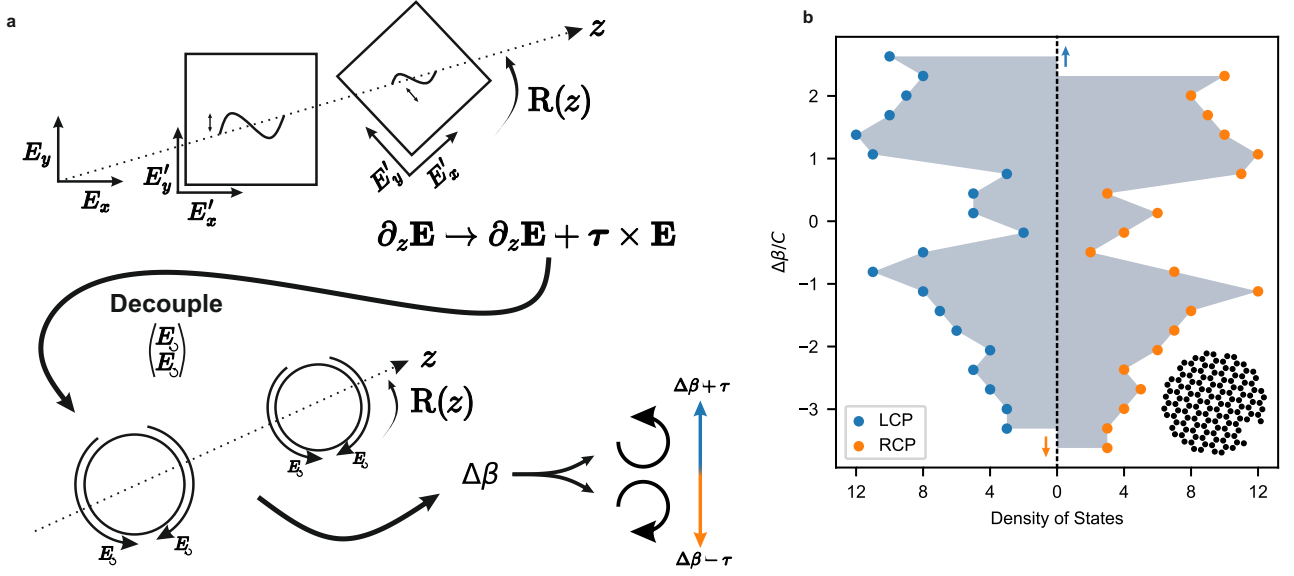 a
z
R(z)
E_y
E_x
E′_y
E′_x
E′_y
E′_x
∂_z𝐄 → ∂_z𝐄 + 𝝉 × 𝐄
Decouple
(E↺
E↻)
z
R(z)
E↺
E↻
E↺
E↻
Δβ
Δβ + τ
Δβ − τ
b
Δβ/C
2
1
0
−1
−2
−3
LCP
RCP
12 8 4 0 4 8 12
Density of States